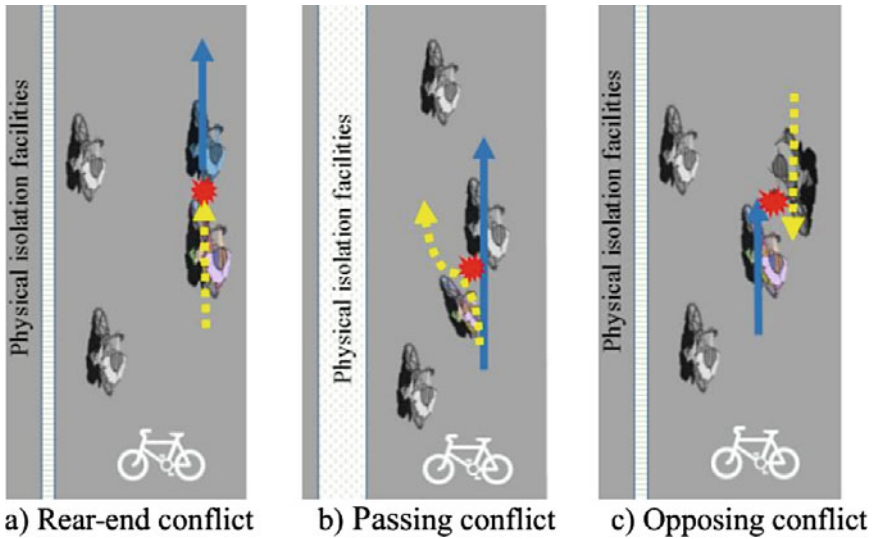 Physical isolation facilities
Physical isolation facilities
Physical isolation facilities
a) Rear-end conflict
b) Passing conflict
c) Opposing conflict